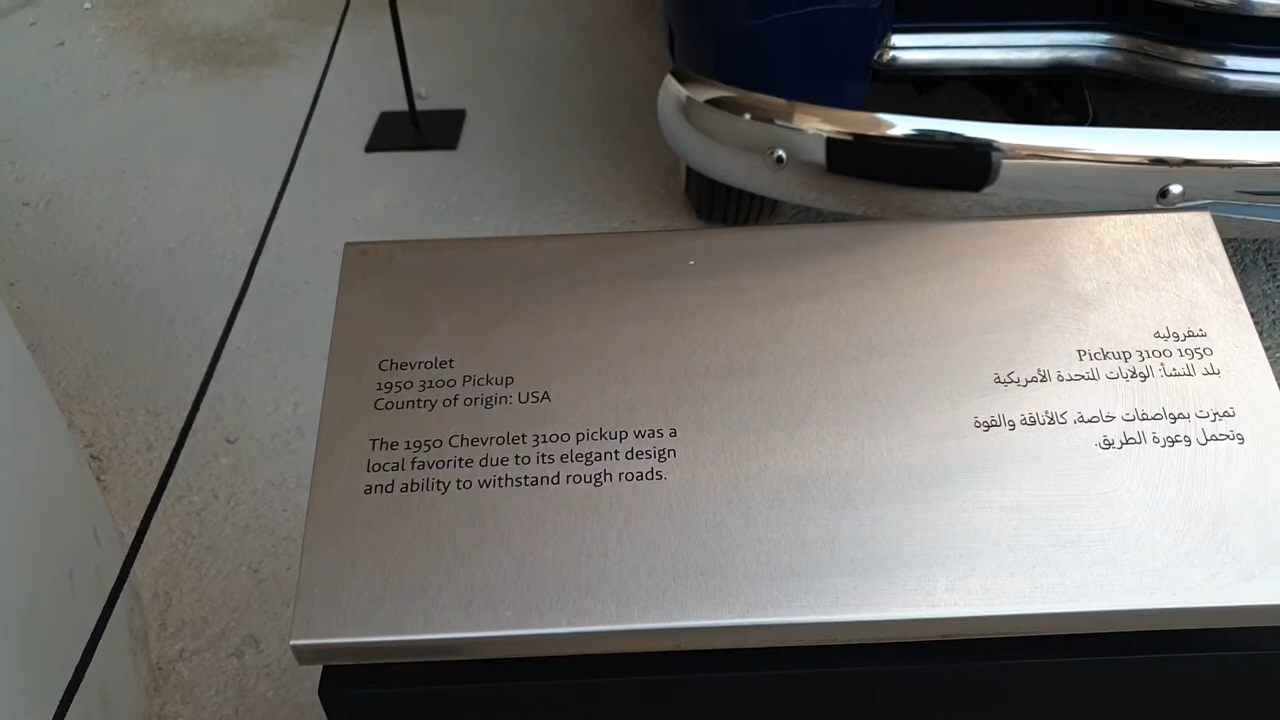 Chevrolet
1950 3100 Pickup
Country of origin: USA
The 1950 Chevrolet 3100 pickup was a
local favorite due to its elegant design
and ability to withstand rough roads.
شفروليه
Pickup 3100 1950
بلد المنشأ: الولايات المتحدة الأمريكية
تميزت بمواصفات خاصة، كالأناقة والقوة
وتحمل وعورة الطريق.